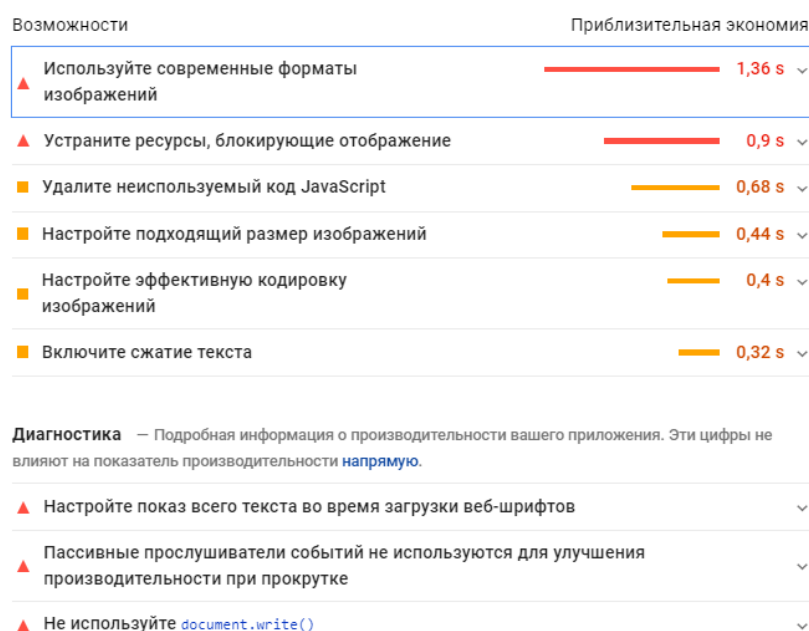 Возможности Приблизительная экономия
Используйте современные форматы
изображений 1,36 s
Устраните ресурсы, блокирующие отображение 0,9 s
Удалите неиспользуемый код JavaScript 0,68 s
Настройте подходящий размер изображений 0,44 s
Настройте эффективную кодировку
изображений 0,4 s
Включите сжатие текста 0,32 s
Диагностика — Подробная информация о производительности вашего приложения. Эти цифры не
влияют на показатель производительности напрямую.
Настройте показ всего текста во время загрузки веб-шрифтов
Пассивные прослушиватели событий не используются для улучшения
производительности при прокрутке
Не используйте document.write()